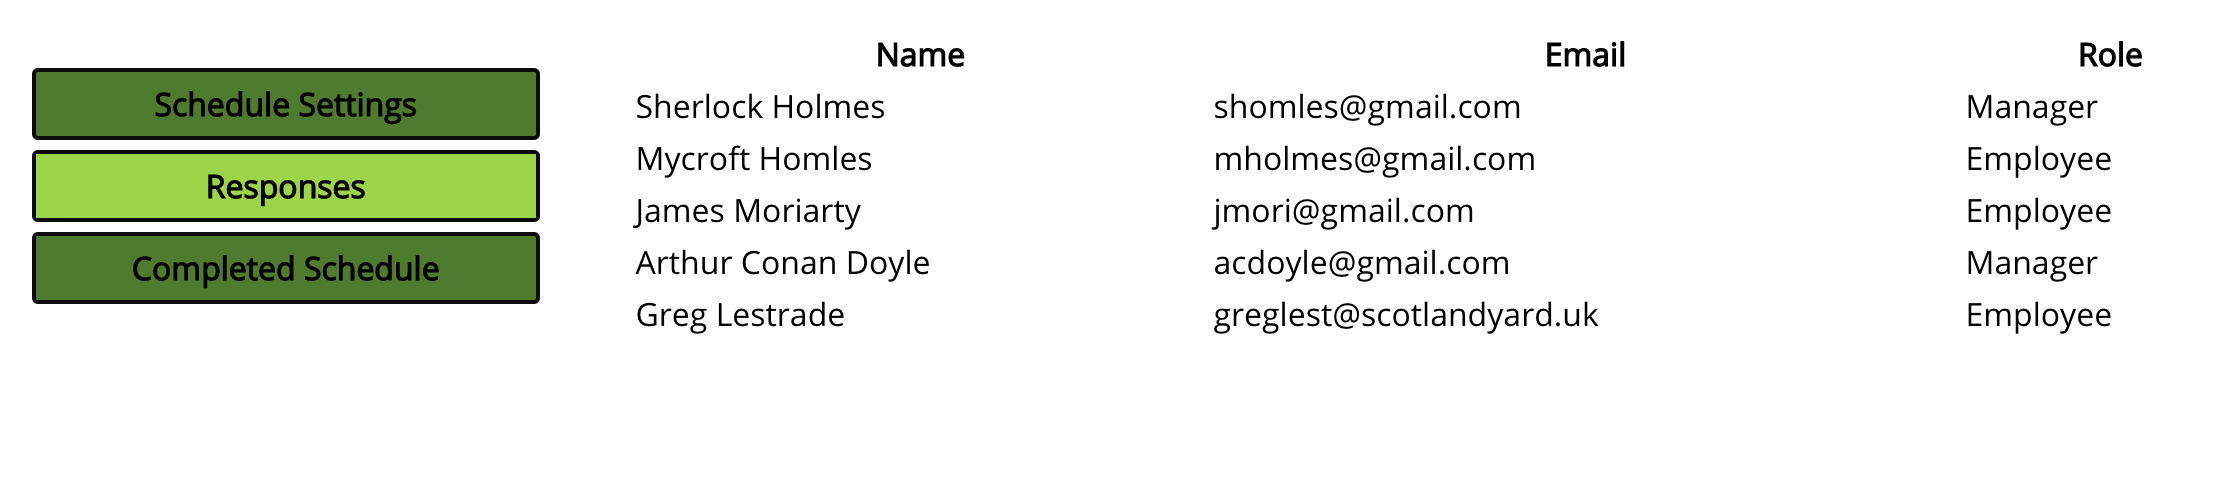 Schedule Settings
Responses
Completed Schedule
Name Email Role
Sherlock Holmes shomles@gmail.com Manager
Mycroft Homles mholmes@gmail.com Employee
James Moriarty jmori@gmail.com Employee
Arthur Conan Doyle acdoyle@gmail.com Manager
Greg Lestrade greglest@scotlandyard.uk Employee